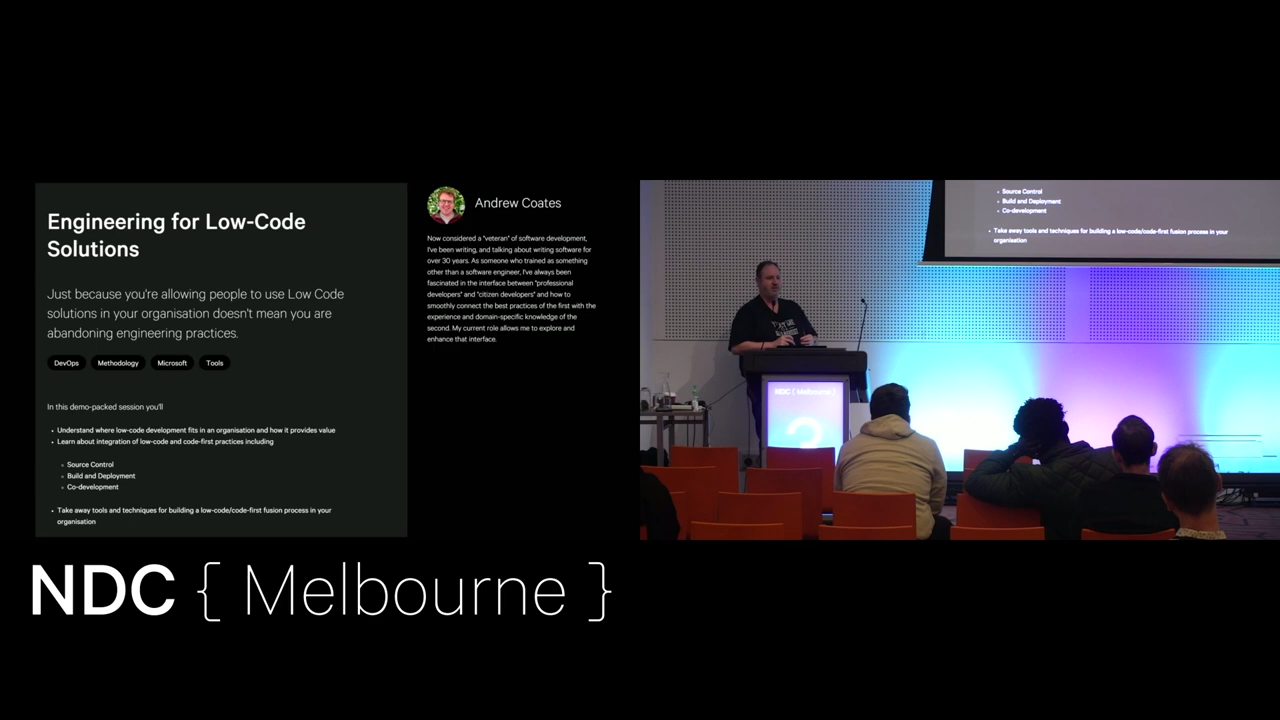 Engineering for Low-Code
Solutions
Just because you're allowing people to use Low Code
solutions in your organisation doesn't mean you are
abandoning engineering practices.
DevOps
Methodology
Microsoft
Tools
In this demo-packed session you'll
Understand where low-code development fits in an organisation and how it provides value
Learn about integration of low-code and code-first practices including
Source Control
Build and Deployment
Co-development
Take away tools and techniques for building a low-code/code-first fusion process in your
organisation
Andrew Coates
Now considered a "veteran" of software development,
I've been writing, and talking about writing software for
over 30 years. As someone who trained as something
other than a software engineer, I've always been
fascinated in the interface between "professional
developers" and "citizen developers" and how to
smoothly connect the best practices of the first with the
experience and domain-specific knowledge of the
second. My current role allows me to explore and
enhance that interface.
Source Control
Build and Deployment
Co-development
Take away tools and techniques for building a low-code/code-first fusion process in your
organisation
NDC { Melbourne }
NDC { Melbourne }